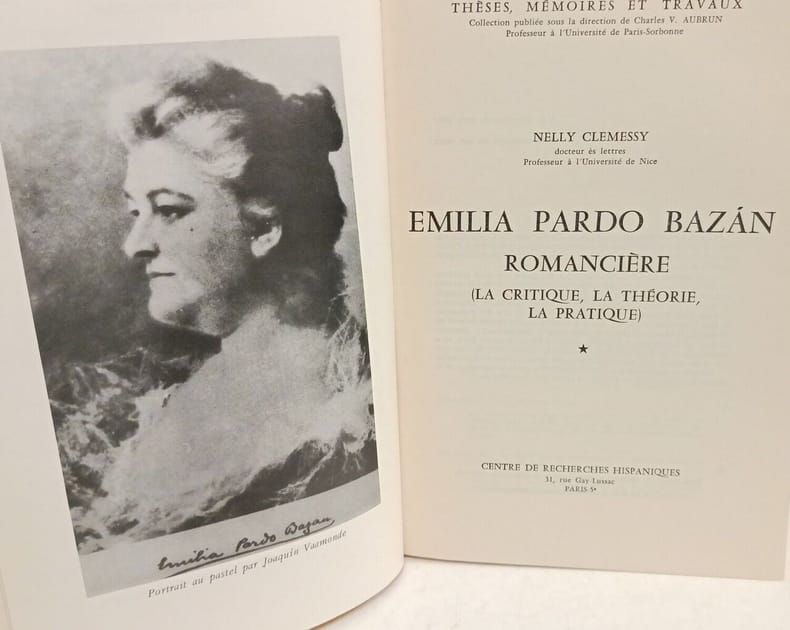 Emilia Pardo Bazan
Portrait au pastel par Joaquin Vaamonde
THÈSES, MÉMOIRES ET TRAVAUX
Collection publiée sous la direction de Charles V. AUBRUN
Professeur à l'Université de Paris-Sorbonne
NELLY CLEMESSY
docteur ès lettres
Professeur à l'Université de Nice
EMILIA PARDO BAZÁN
ROMANCIÈRE
(LA CRITIQUE, LA THÉORIE,
LA PRATIQUE)
★
CENTRE DE RECHERCHES HISPANIQUES
31, rue Gay-Lussac
PARIS 5ᵉ